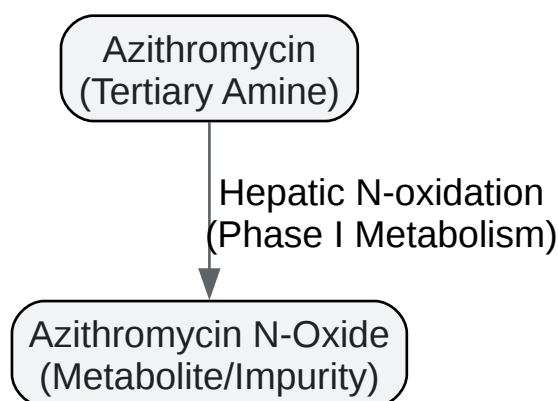 Azithromycin
(Tertiary Amine)
Hepatic N-oxidation
(Phase I Metabolism)
Azithromycin N-Oxide
(Metabolite/Impurity)